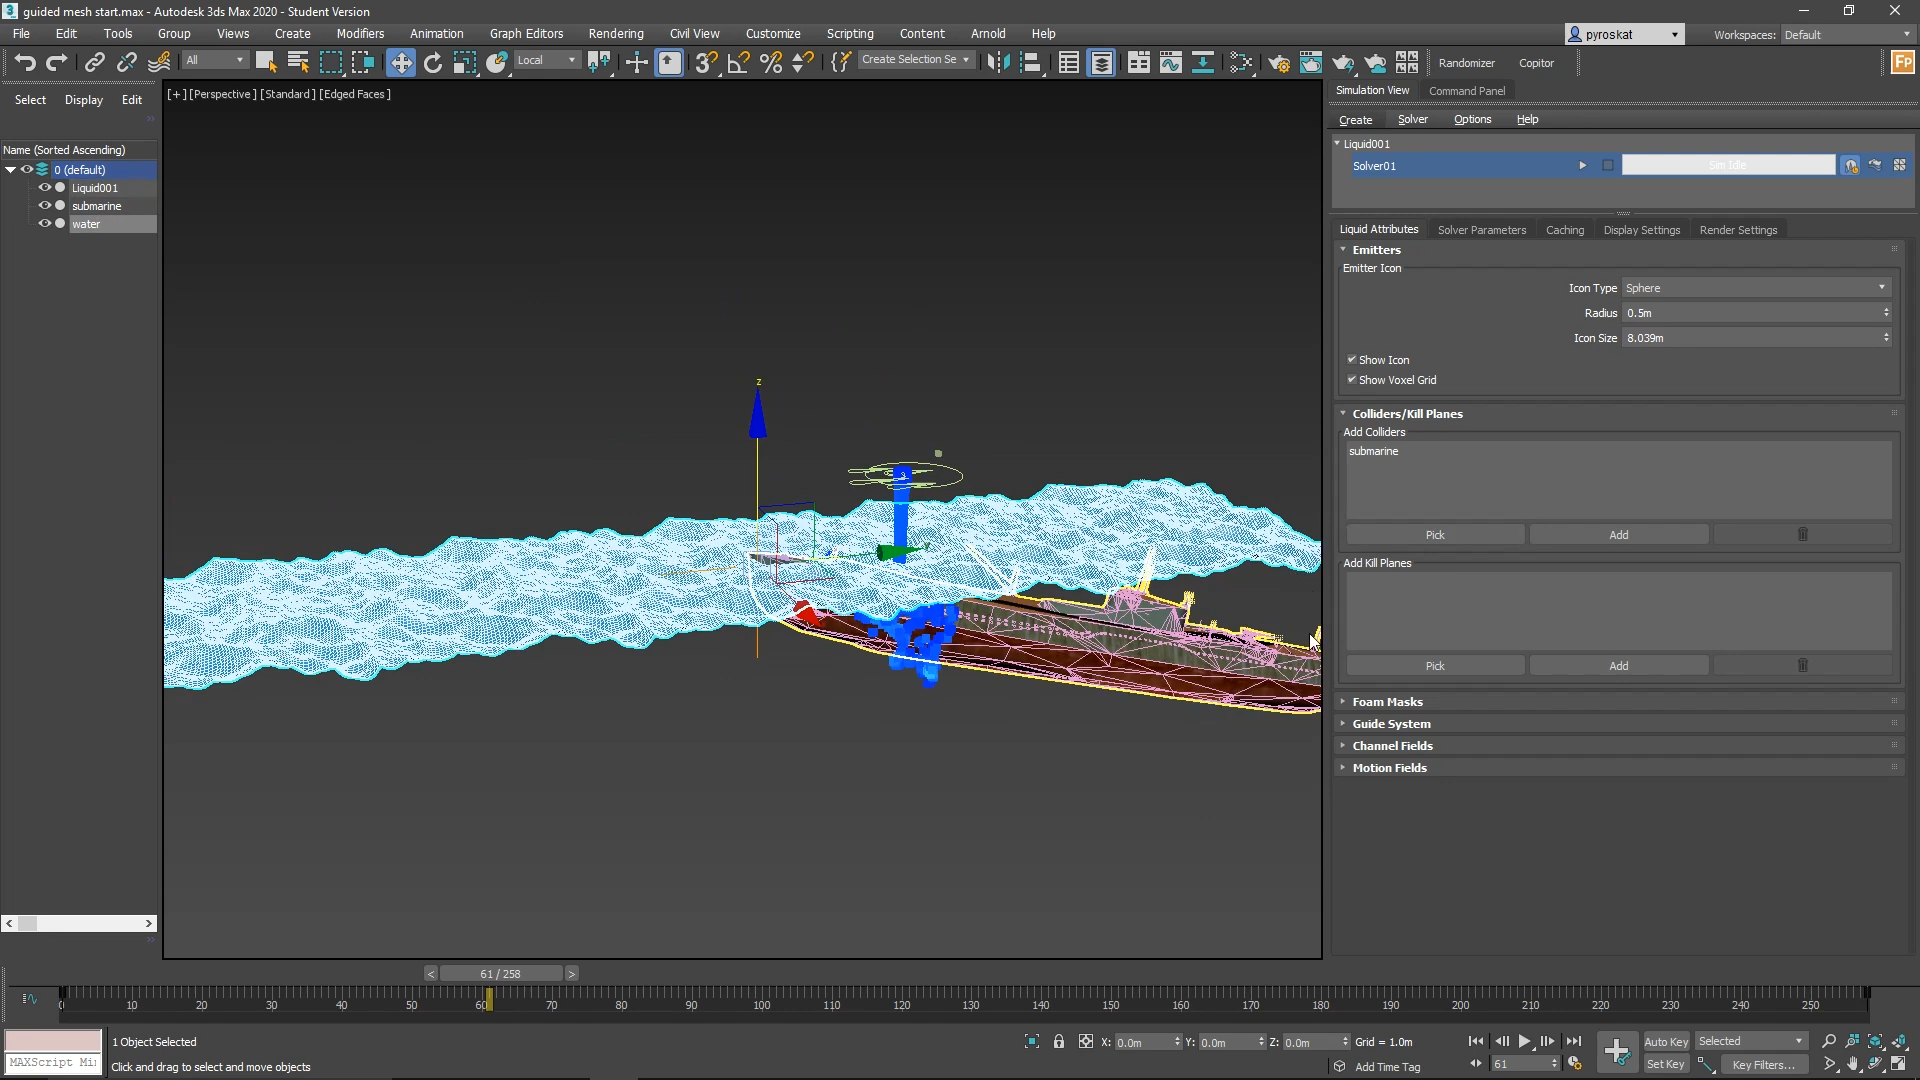 guided mesh start.max - Autodesk 3ds Max 2020 - Student Version
File Edit Tools Group Views Create Modifiers Animation Graph Editors Rendering Civil View Customize Scripting Content Arnold Help
pyroskat Workspaces: Default
All Local Create Selection Se Randomizer Copitor
Select Display Edit
[+] [Perspective] [Standard] [Edged Faces]
Simulation View Command Panel
Create Solver Options Help
Name (Sorted Ascending)
0 (default)
Liquid001
submarine
water
Liquid001
Solver01 Sim Idle
Liquid Attributes Solver Parameters Caching Display Settings Render Settings
Emitters
Emitter Icon
Icon Type Sphere
Radius 0.5m
Icon Size 8.039m
Show Icon
Show Voxel Grid
Colliders/Kill Planes
Add Colliders
submarine
Pick Add
Add Kill Planes
Pick Add
Foam Masks
Guide System
Channel Fields
Motion Fields
z
< 61 / 258 >
0 10 20 30 40 50 60 70 80 90 100 110 120 130 140 150 160 170 180 190 200 210 220 230 240 250
1 Object Selected
X: 0.0m Y: 0.0m Z: 0.0m Grid = 1.0m
Auto Key Selected
MAXScript Mi
Click and drag to select and move objects
Add Time Tag
61
Set Key Key Filters...